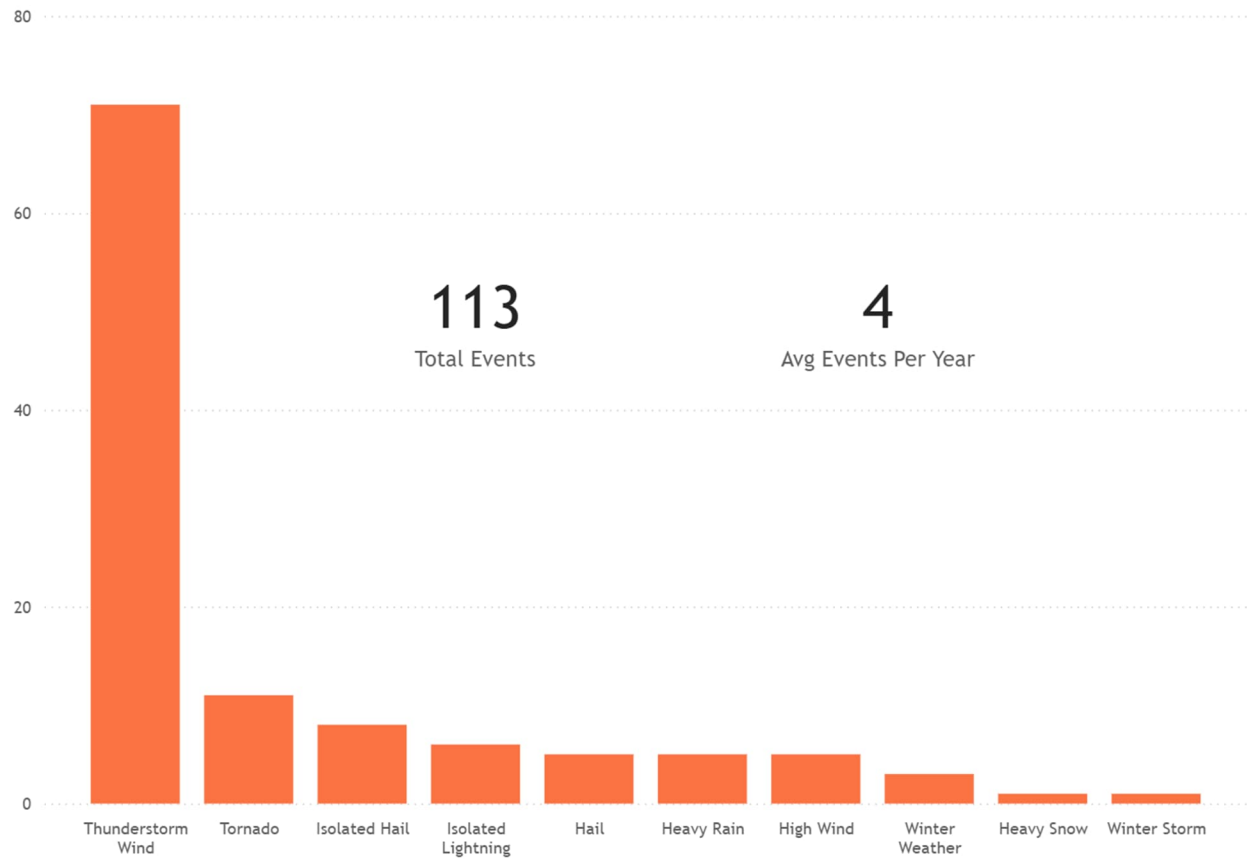 80
60
40
20
0
113
Total Events
4
Avg Events Per Year
Thunderstorm
Wind
Tornado
Isolated Hail
Isolated
Lightning
Hail
Heavy Rain
High Wind
Winter
Weather
Heavy Snow
Winter Storm